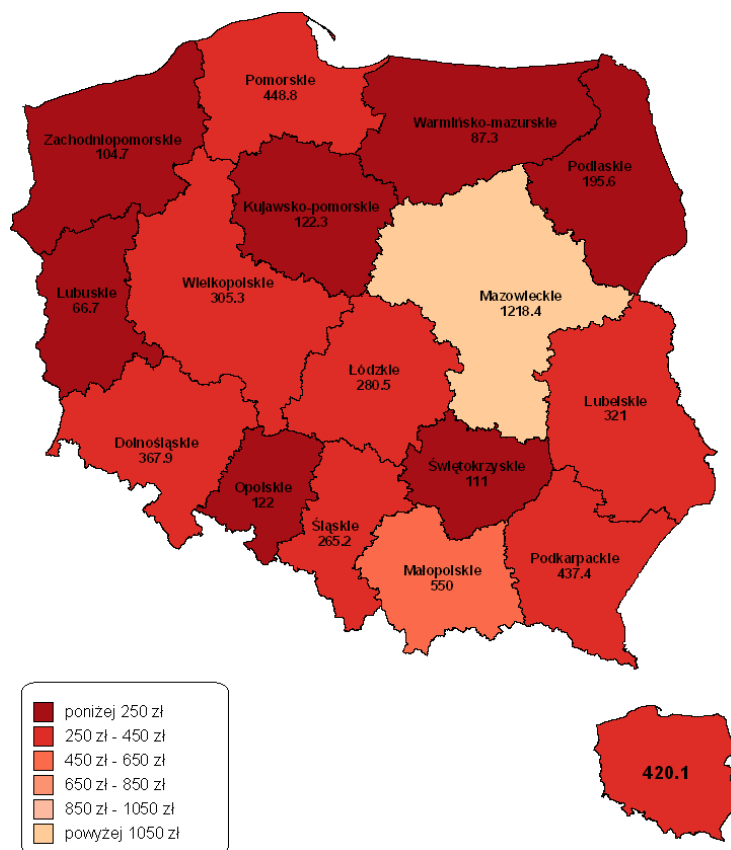 Pomorskie
448.8
Warmińsko-mazurskie
87.3
Zachodniopomorskie
104.7
Podlaskie
195.6
Kujawsko-pomorskie
122.3
Lubuskie
66.7
Wielkopolskie
305.3
Mazowieckie
1218.4
Łódzkie
280.5
Lubelskie
321
Dolnośląskie
367.9
Opolskie
122
Świętokrzyskie
111
Śląskie
265.2
Małopolskie
550
Podkarpackie
437.4
poniżej 250 zł
250 zł - 450 zł
450 zł - 650 zł
650 zł - 850 zł
850 zł - 1050 zł
powyżej 1050 zł
420.1